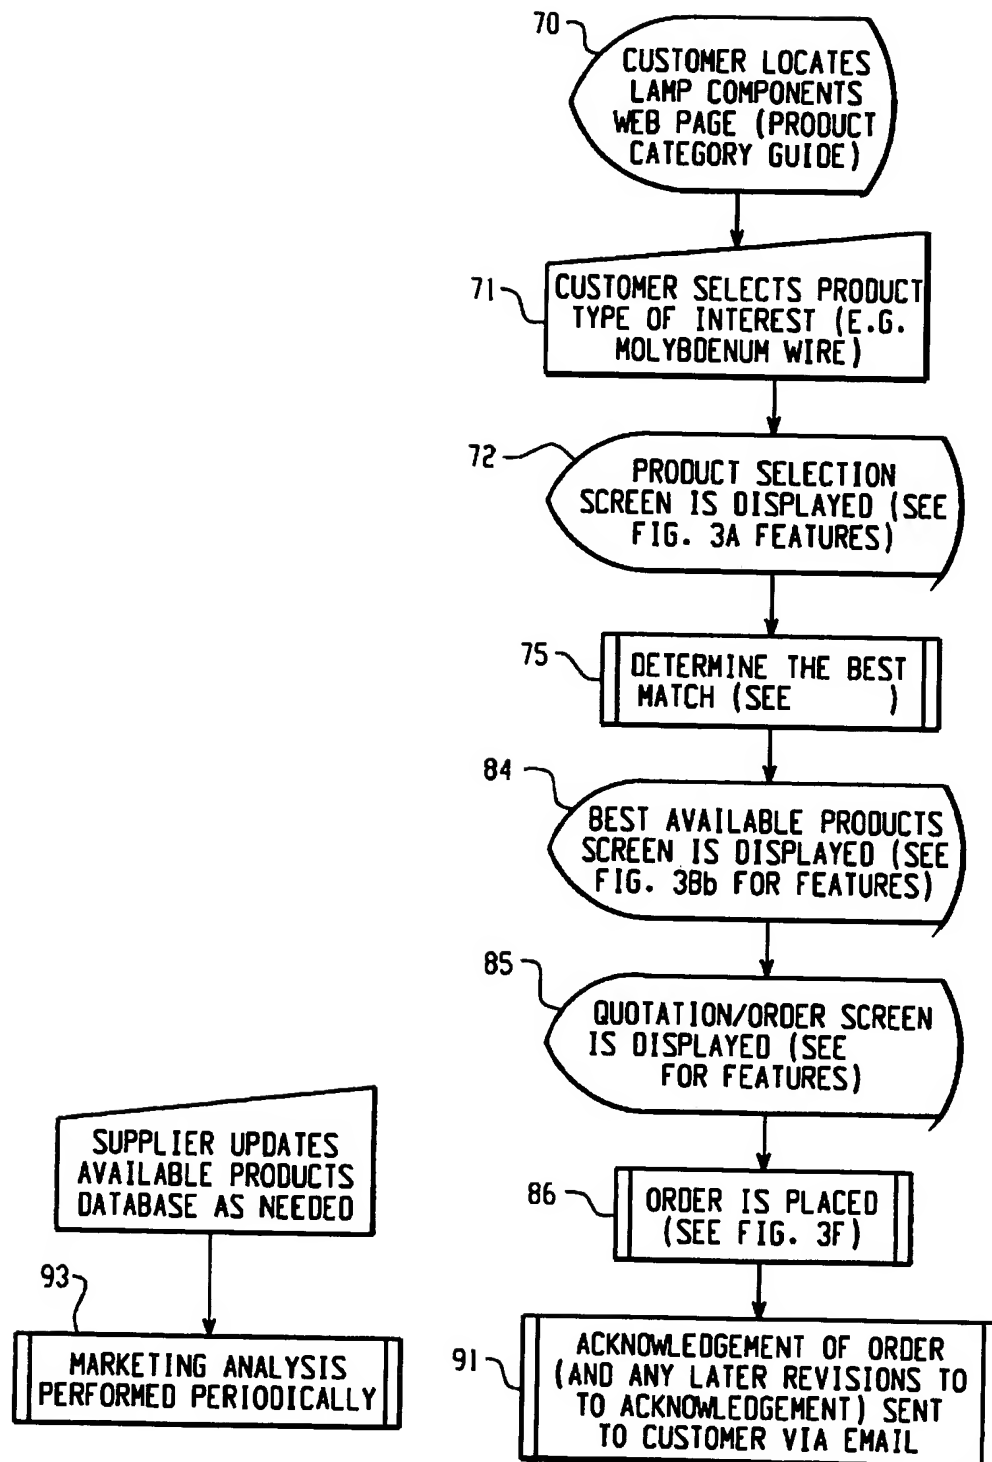 70
CUSTOMER LOCATES
LAMP COMPONENTS
WEB PAGE (PRODUCT
CATEGORY GUIDE)
71
CUSTOMER SELECTS PRODUCT
TYPE OF INTEREST (E.G.
MOLYBDENUM WIRE)
72
PRODUCT SELECTION
SCREEN IS DISPLAYED (SEE
FIG. 3A FEATURES)
75
DETERMINE THE BEST
MATCH (SEE )
84
BEST AVAILABLE PRODUCTS
SCREEN IS DISPLAYED (SEE
FIG. 3Bb FOR FEATURES)
85
QUOTATION/ORDER SCREEN
IS DISPLAYED (SEE
FOR FEATURES)
86
ORDER IS PLACED
(SEE FIG. 3F)
91
ACKNOWLEDGEMENT OF ORDER
(AND ANY LATER REVISIONS TO
TO ACKNOWLEDGEMENT) SENT
TO CUSTOMER VIA EMAIL
SUPPLIER UPDATES
AVAILABLE PRODUCTS
DATABASE AS NEEDED
93
MARKETING ANALYSIS
PERFORMED PERIODICALLY